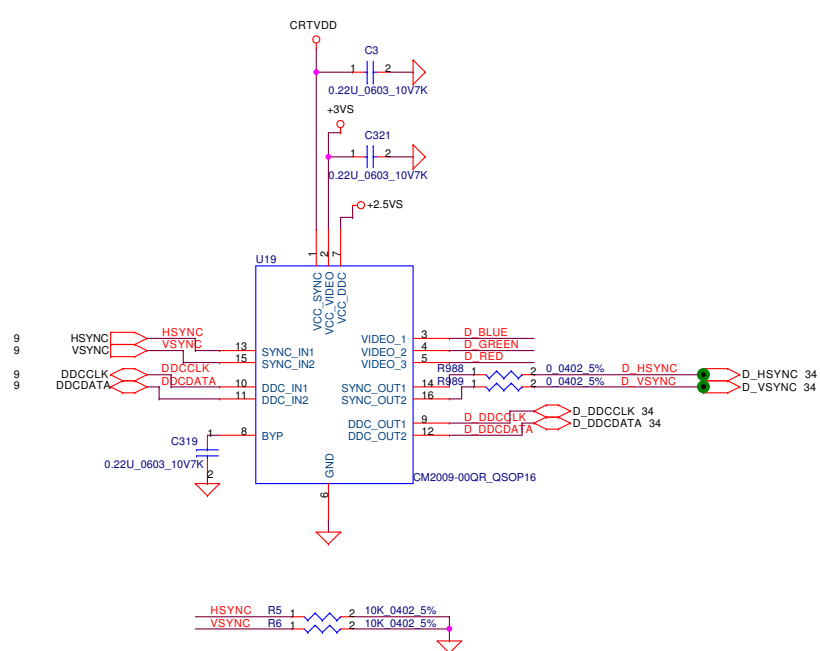 CRTVDD
C3
1 2
0.22U_0603_10V7K
+3VS
C321
1 2
0.22U_0603_10V7K
+2.5VS
1 2 7
U19
VCC_SYNC
VCC_VIDEO
VCC_DDC
9 HSYNC HSYNC 13 SYNC_IN1
9 VSYNC VSYNC 15 SYNC_IN2
9 DDCCLK DDCCLK 10 DDC_IN1
9 DDCDATA DDCDATA 11 DDC_IN2
VIDEO_1 3 D_BLUE
VIDEO_2 4 D_GREEN
VIDEO_3 5 D_RED
SYNC_OUT1 14 R988 1 2 0_0402_5% D_HSYNC D_HSYNC 34
SYNC_OUT2 16 R989 1 2 0_0402_5% D_VSYNC D_VSYNC 34
DDC_OUT1 9 D_DDCCLK D_DDCCLK 34
DDC_OUT2 12 D_DDCDATA D_DDCDATA 34
C319
1
8 BYP
0.22U_0603_10V7K
2
GND
6
CM2009-00QR_QSOP16
HSYNC R5 1 2 10K_0402_5%
VSYNC R6 1 2 10K_0402_5%